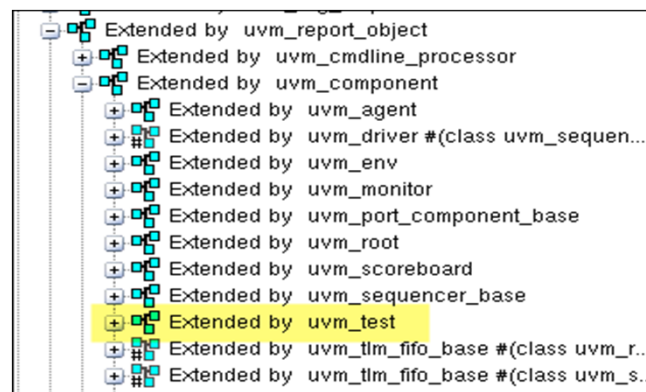 Extended by uvm_report_object
Extended by uvm_cmdline_processor
Extended by uvm_component
Extended by uvm_agent
Extended by uvm_driver #(class uvm_sequen...
Extended by uvm_env
Extended by uvm_monitor
Extended by uvm_port_component_base
Extended by uvm_root
Extended by uvm_scoreboard
Extended by uvm_sequencer_base
Extended by uvm_test
Extended by uvm_tlm_fifo_base #(class uvm_r...
Extended by uvm_tlm_fifo_base #(class uvm_s...